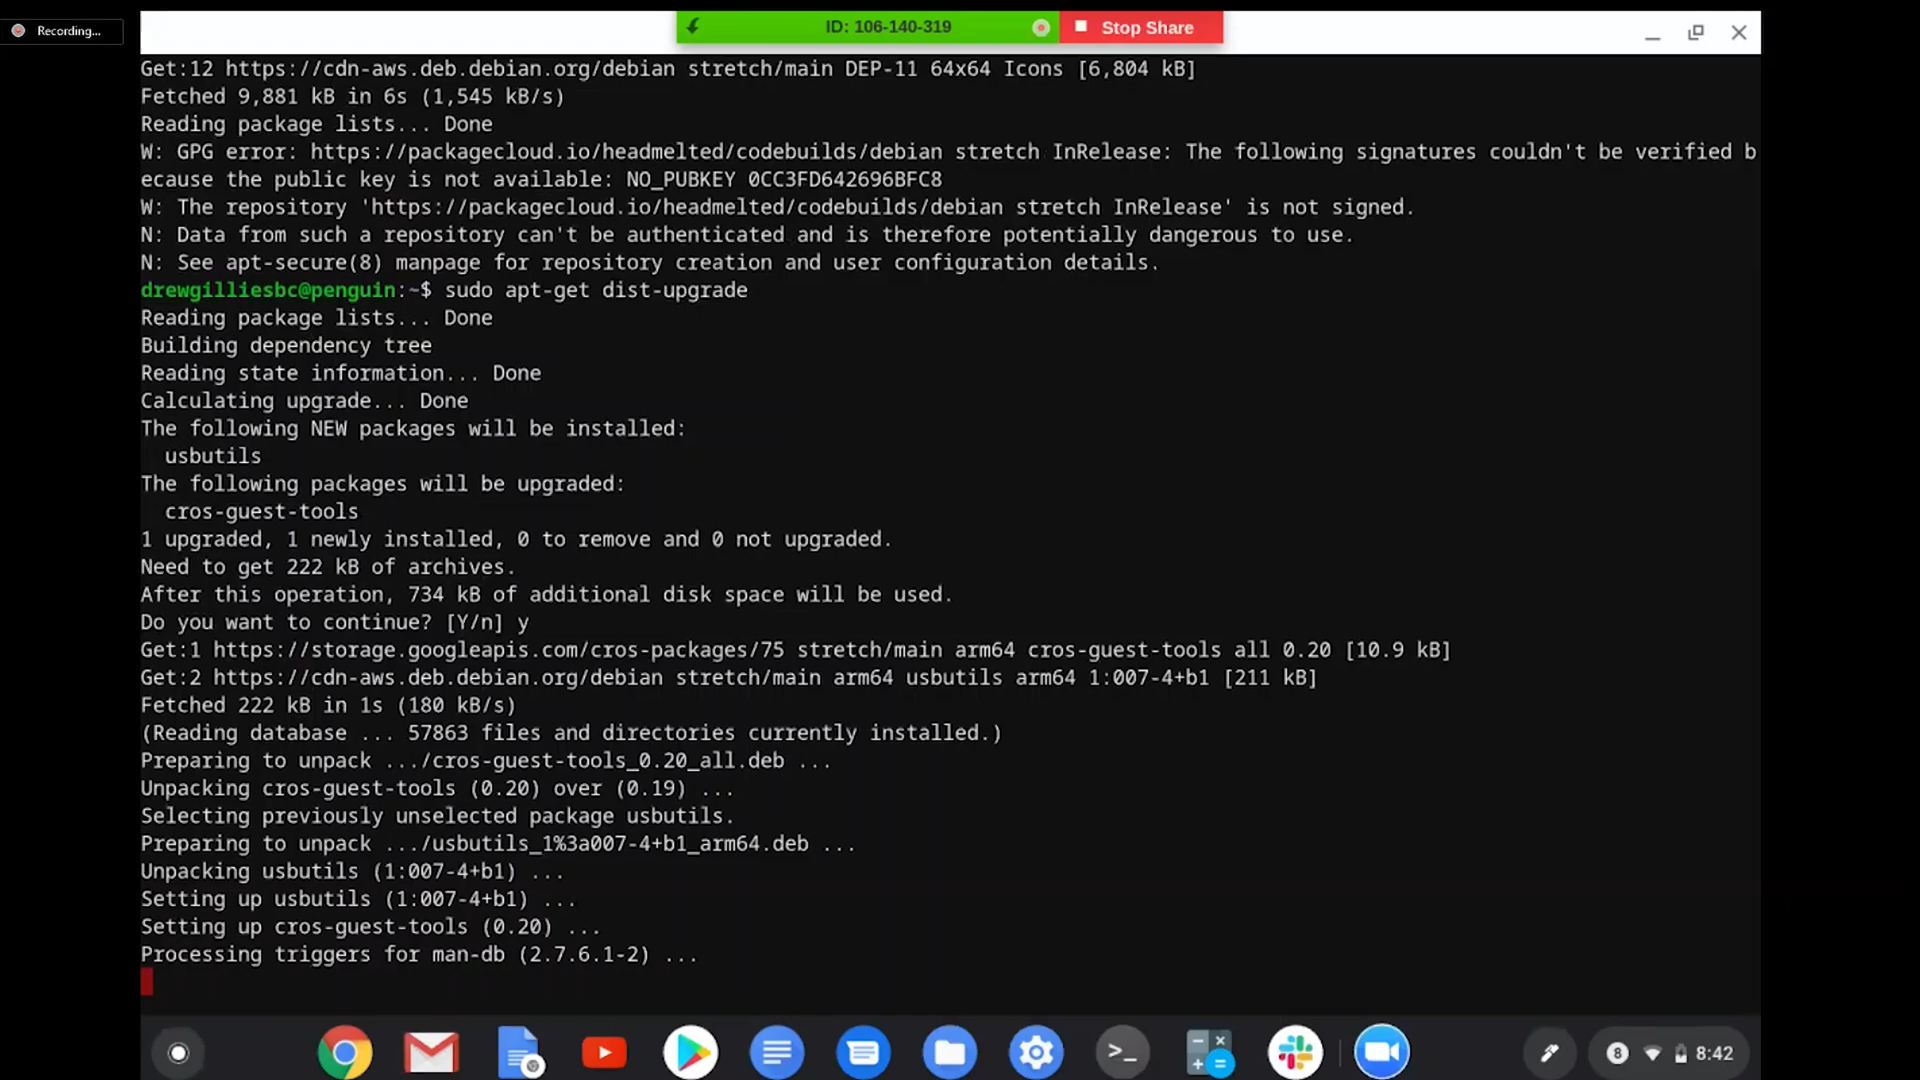 Recording...
ID: 106-140-319
Stop Share
Get:12 https://cdn-aws.deb.debian.org/debian stretch/main DEP-11 64x64 Icons [6,804 kB]
Fetched 9,881 kB in 6s (1,545 kB/s)
Reading package lists... Done
W: GPG error: https://packagecloud.io/headmelted/codebuilds/debian stretch InRelease: The following signatures couldn't be verified b
ecause the public key is not available: NO_PUBKEY 0CC3FD642696BFC8
W: The repository 'https://packagecloud.io/headmelted/codebuilds/debian stretch InRelease' is not signed.
N: Data from such a repository can't be authenticated and is therefore potentially dangerous to use.
N: See apt-secure(8) manpage for repository creation and user configuration details.
drewgilliesbc@penguin:~$ sudo apt-get dist-upgrade
Reading package lists... Done
Building dependency tree
Reading state information... Done
Calculating upgrade... Done
The following NEW packages will be installed:
usbutils
The following packages will be upgraded:
cros-guest-tools
1 upgraded, 1 newly installed, 0 to remove and 0 not upgraded.
Need to get 222 kB of archives.
After this operation, 734 kB of additional disk space will be used.
Do you want to continue? [Y/n] y
Get:1 https://storage.googleapis.com/cros-packages/75 stretch/main arm64 cros-guest-tools all 0.20 [10.9 kB]
Get:2 https://cdn-aws.deb.debian.org/debian stretch/main arm64 usbutils arm64 1:007-4+b1 [211 kB]
Fetched 222 kB in 1s (180 kB/s)
(Reading database ... 57863 files and directories currently installed.)
Preparing to unpack .../cros-guest-tools_0.20_all.deb ...
Unpacking cros-guest-tools (0.20) over (0.19) ...
Selecting previously unselected package usbutils.
Preparing to unpack .../usbutils_1%3a007-4+b1_arm64.deb ...
Unpacking usbutils (1:007-4+b1) ...
Setting up usbutils (1:007-4+b1) ...
Setting up cros-guest-tools (0.20) ...
Processing triggers for man-db (2.7.6.1-2) ...
8 8:42